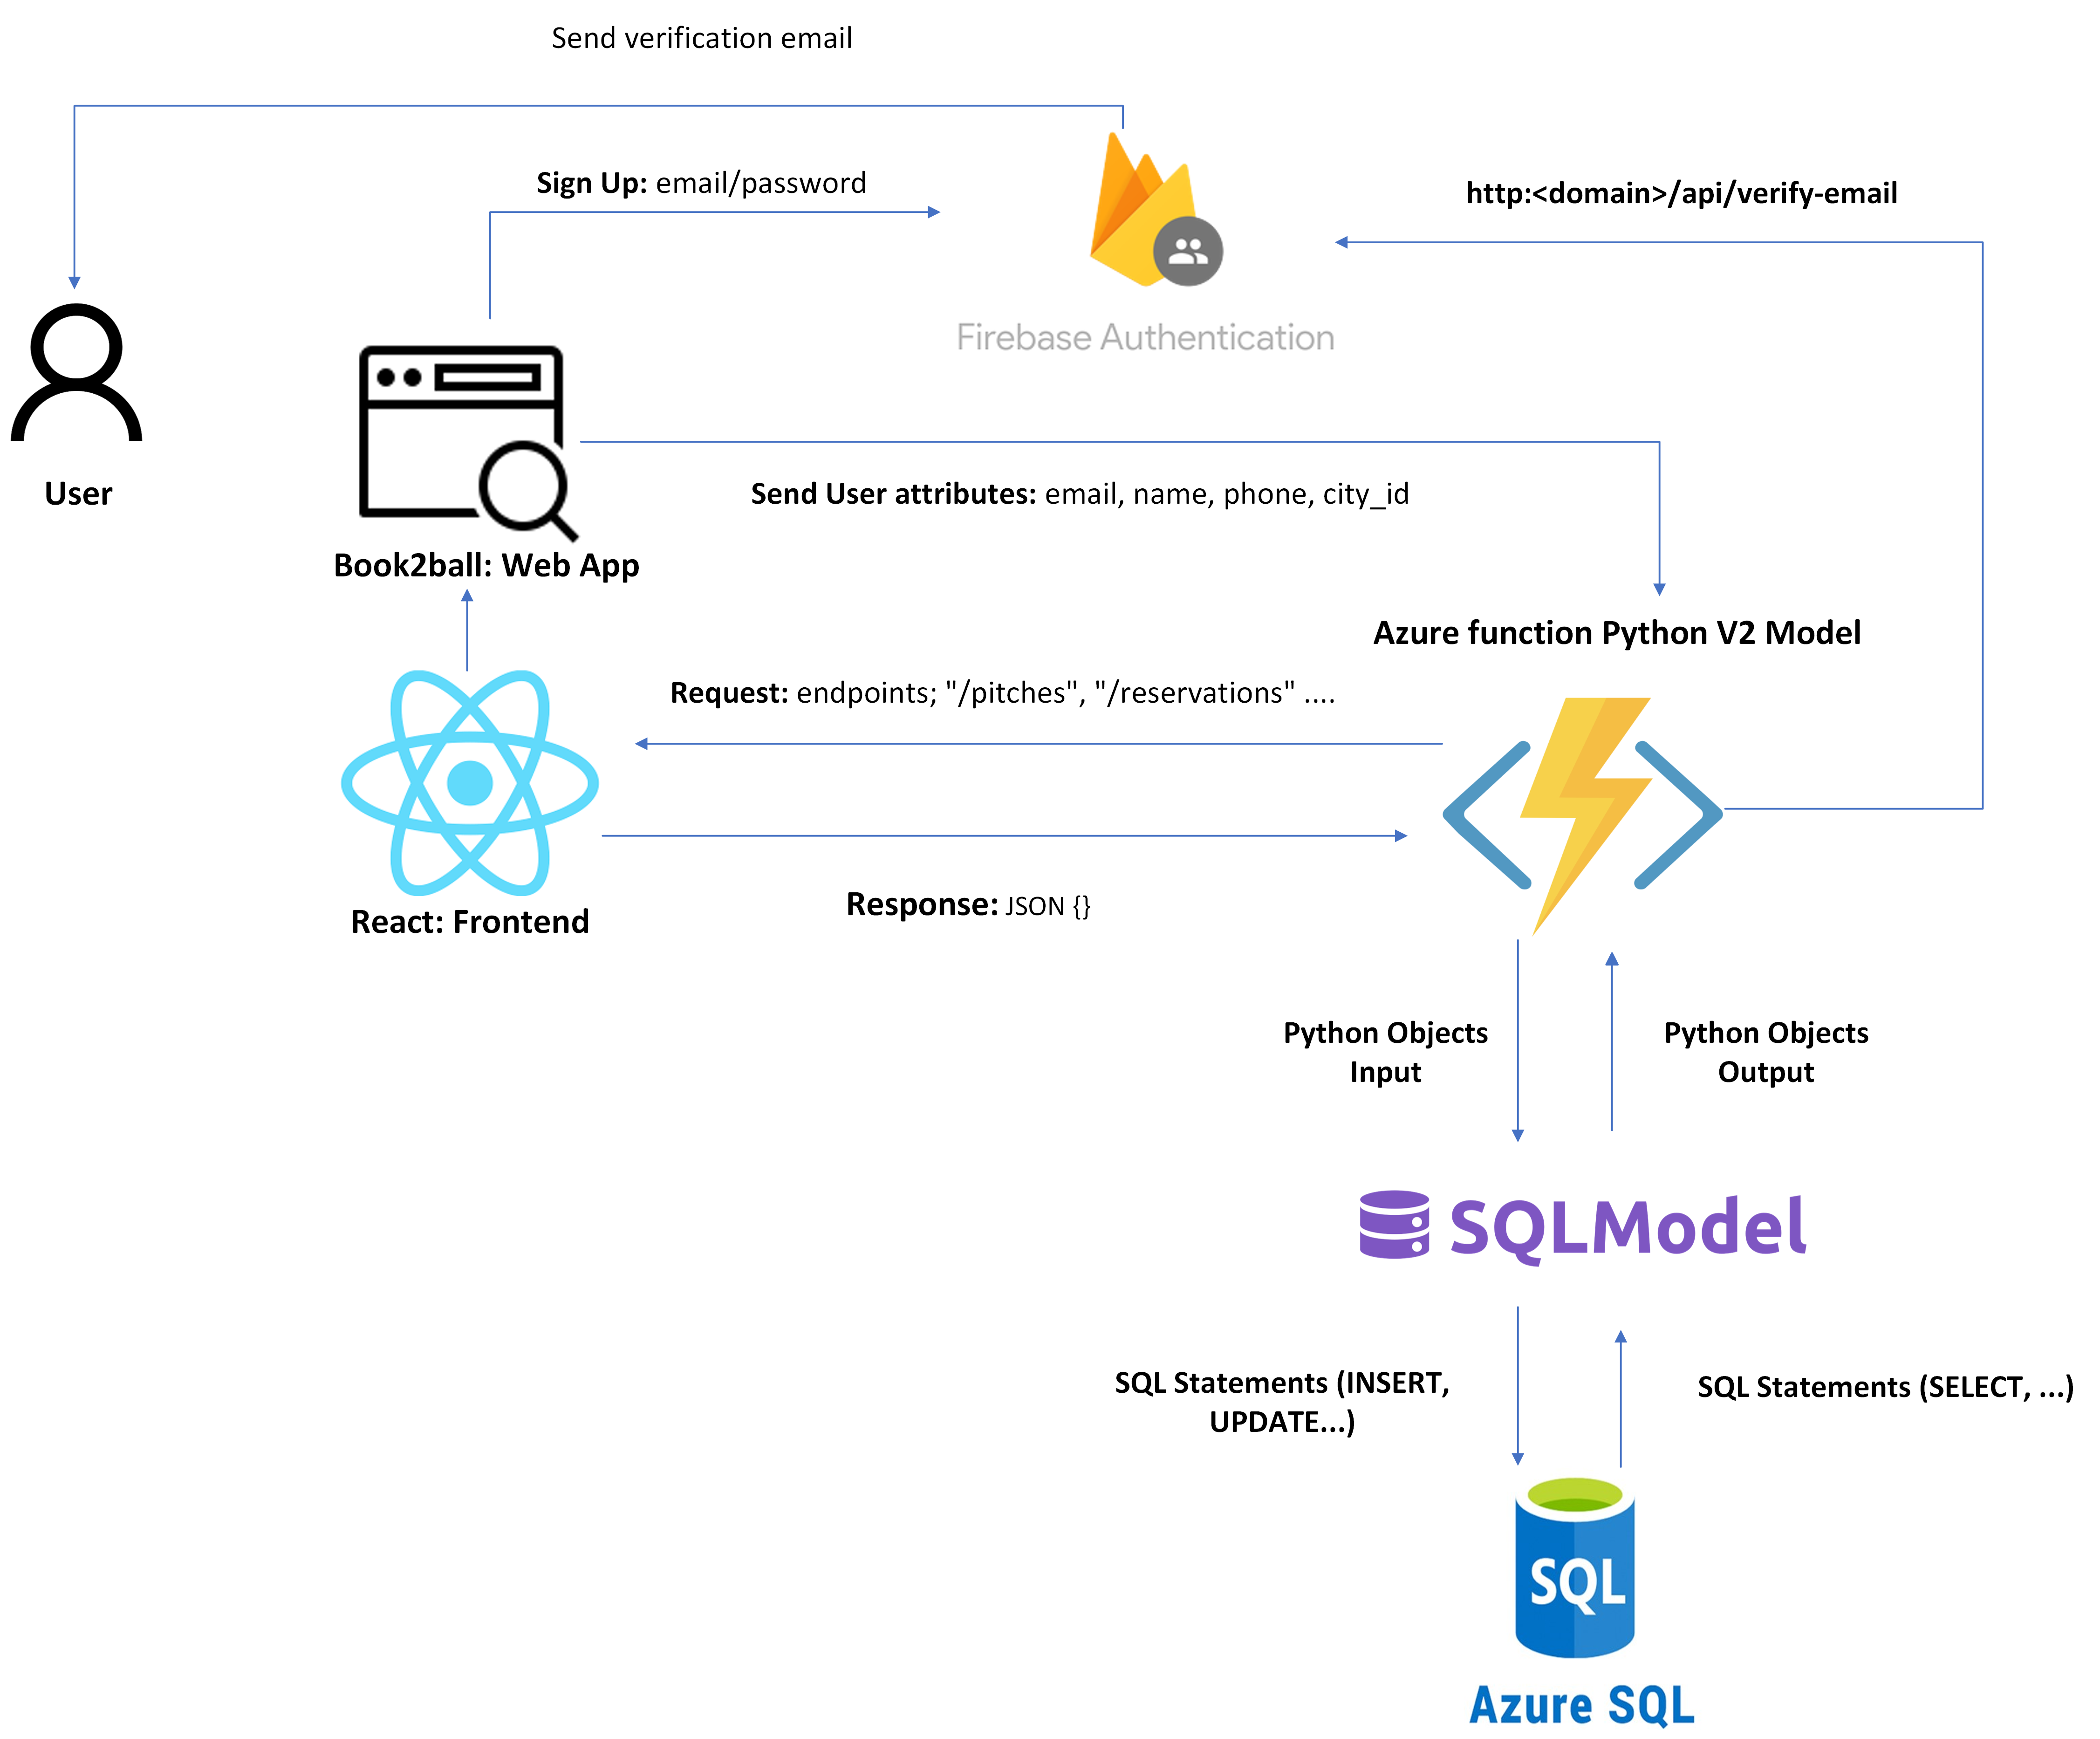 Send verification email
Sign Up: email/password
http:<domain>/api/verify-email
Firebase Authentication
User
Send User attributes: email, name, phone, city_id
Book2ball: Web App
Azure function Python V2 Model
Request: endpoints; "/pitches", "/reservations" ....
Response: JSON {}
React: Frontend
Python Objects
Input
Python Objects
Output
SQLModel
SQL Statements (INSERT,
UPDATE...)
SQL Statements (SELECT, ...)
SQL
Azure SQL